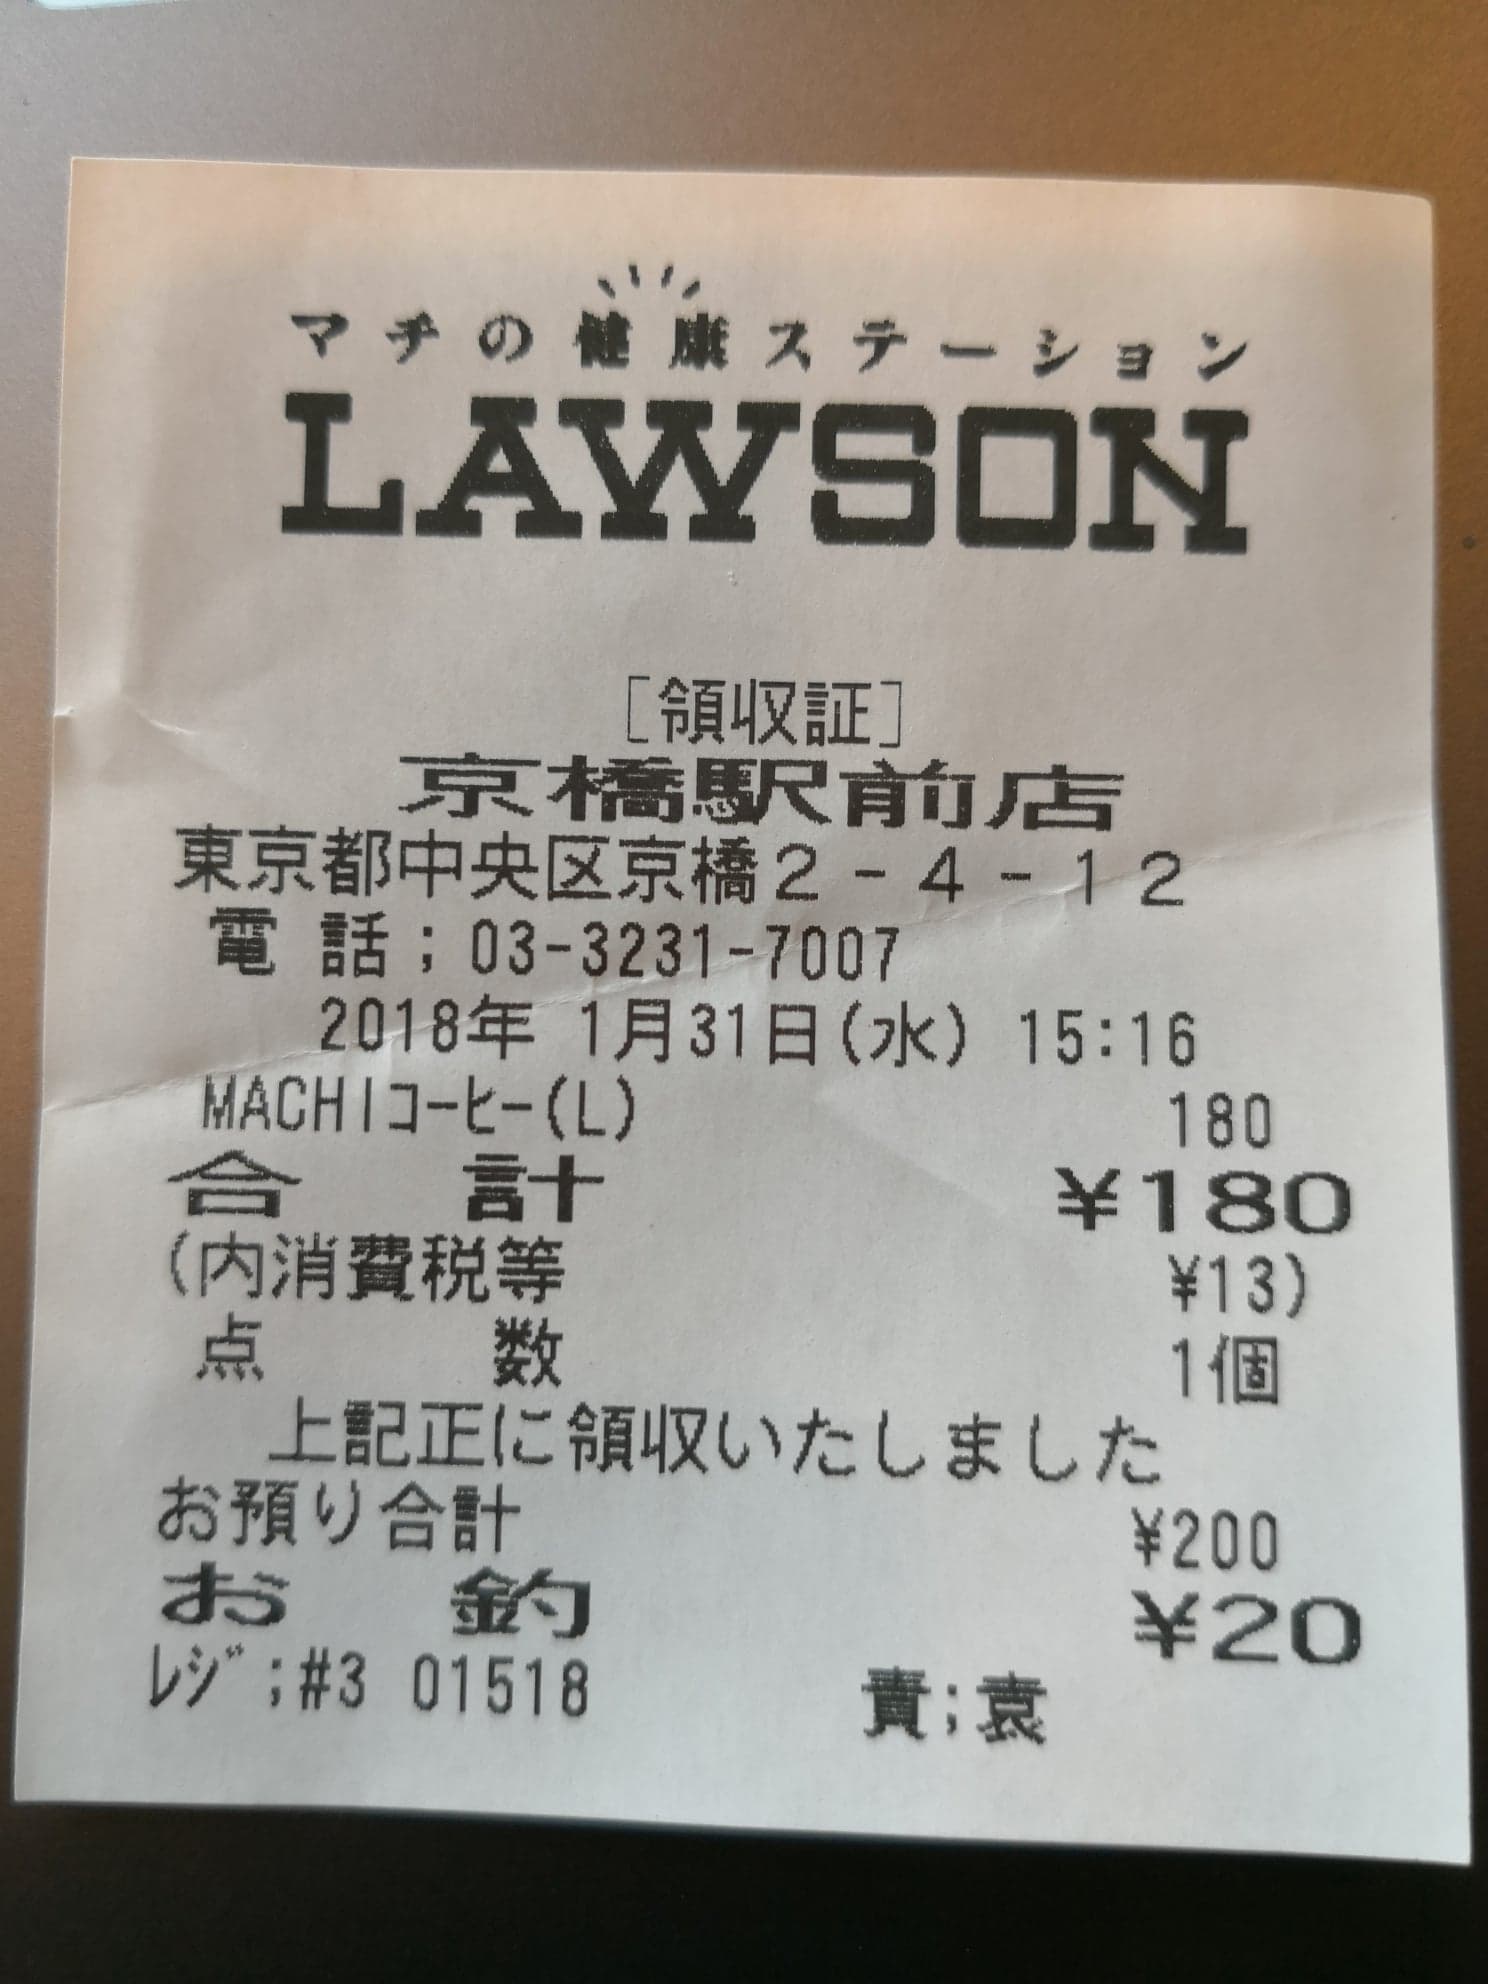 マチの健康ステーション
LAWSON
[領収証]
京橋駅前店
東京都中央区京橋2-4-12
電 話;03-3231-7007
2018年 1月31日(水) 15:16
MACHIコーヒー(L) 180
合 計 ¥180
(内消費税等 ¥13)
点 数 1個
上記正に領収いたしました
お預り合計 ¥200
お 釣 ¥20
レジ;#3 01518 責;袁